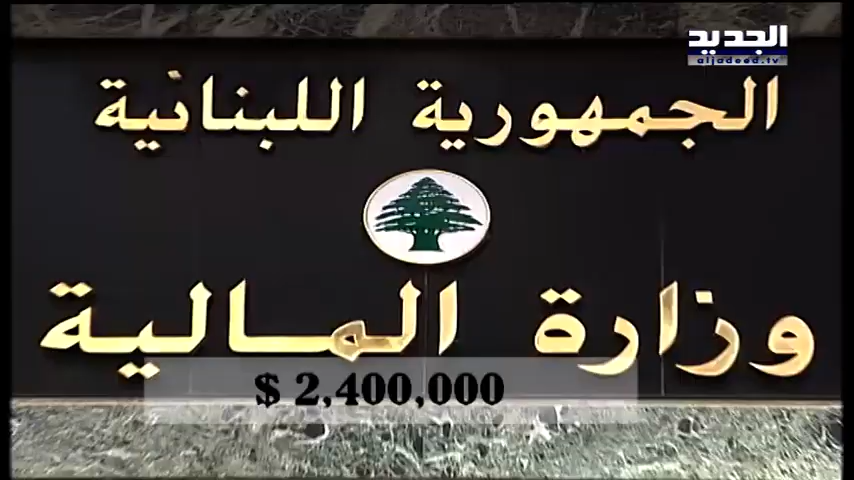 الجديد
aljadeed.tv
الجمهورية اللبنانية
وزارة المالية
$ 2,400,000